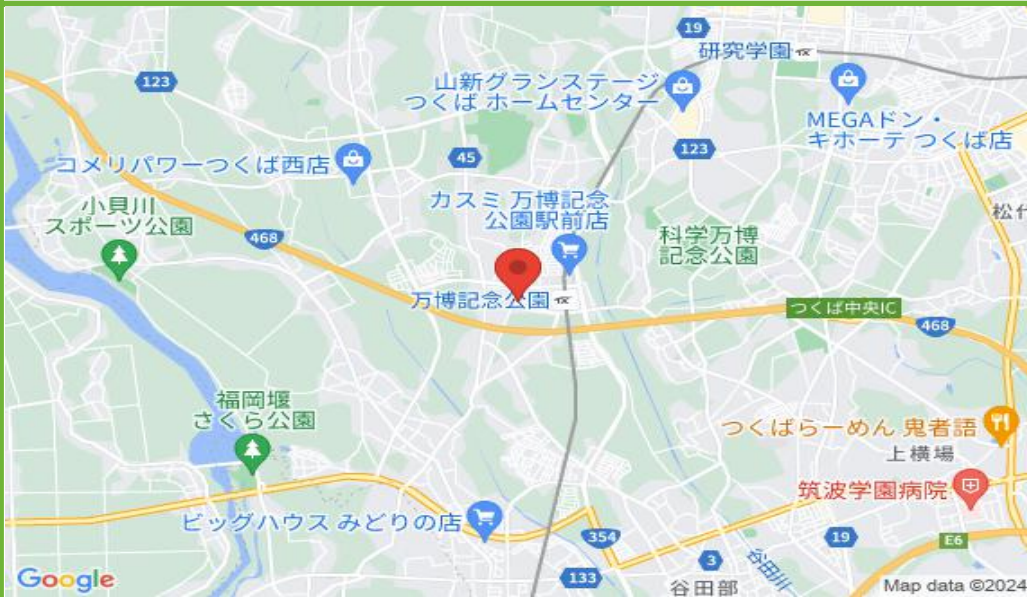 19
研究学園
123
山新グランステージ
つくば ホームセンター
MEGAドン・
キホーテ つくば店
123
45
コメリパワーつくば西店
カスミ 万博記念
公園駅前店
小貝川
スポーツ公園
松代
科学万博
記念公園
468
万博記念公園
つくば中央IC
468
福岡堰
さくら公園
つくばらーめん 鬼者語
上横場
筑波学園病院
ビッグハウス みどりの店
354
19
E6
3
谷田川
133
谷田部
Google
Map data ©2024